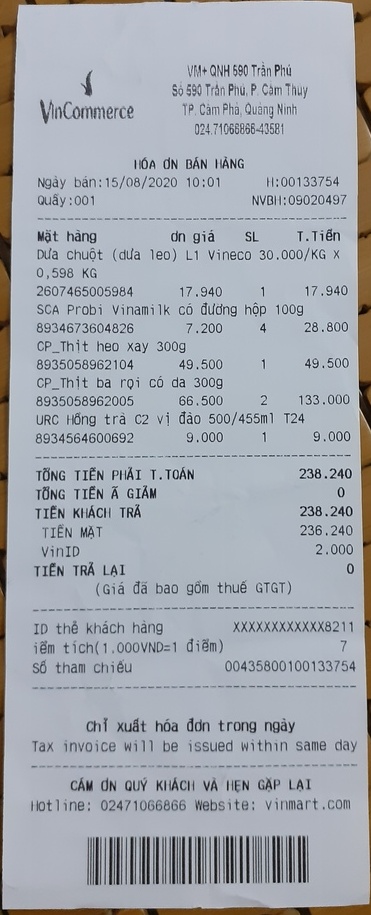 VinCommerce
VM+ QNH 590 Trần Phú
Số 590 Trần Phú, P. Cẩm Thủy
TP. Cẩm Phả, Quảng Ninh
024.71066866-43581
HÓA ƠN BÁN HÀNG
Ngày bán:15/08/2020 10:01 H:00133754
Quầy:001 NVBH:09020497
Mặt hàng ơn giá SL T.Tiền
Dưa chuột (dưa leo) L1 Vineco 30.000/KG X
0,598 KG
2607465005984 17.940 1 17.940
SCA Probi Vinamilk có đường hộp 100g
8934673604826 7.200 4 28.800
CP_Thịt heo xay 300g
8935058962104 49.500 1 49.500
CP_Thịt ba rọi có da 300g
8935058962005 66.500 2 133.000
URC Hồng trà C2 vị đào 500/455ml T24
8934564600692 9.000 1 9.000
TỔNG TIỀN PHẢI T.TOÁN 238.240
TỔNG TIỀN Ã GIẢM 0
TIỀN KHÁCH TRẢ 238.240
TIỀN MẶT 236.240
VinID 2.000
TIỀN TRẢ LẠI 0
(Giá đã bao gồm thuế GTGT)
ID thẻ khách hàng XXXXXXXXXXXX8211
iểm tích(1.000VND=1 điểm) 7
Số tham chiếu 00435800100133754
Chỉ xuất hóa đơn trong ngày
Tax invoice will be issued within same day
CẢM ƠN QUÝ KHÁCH VÀ HẸN GẶP LẠI
Hotline: 02471066866 Website: vinmart.com